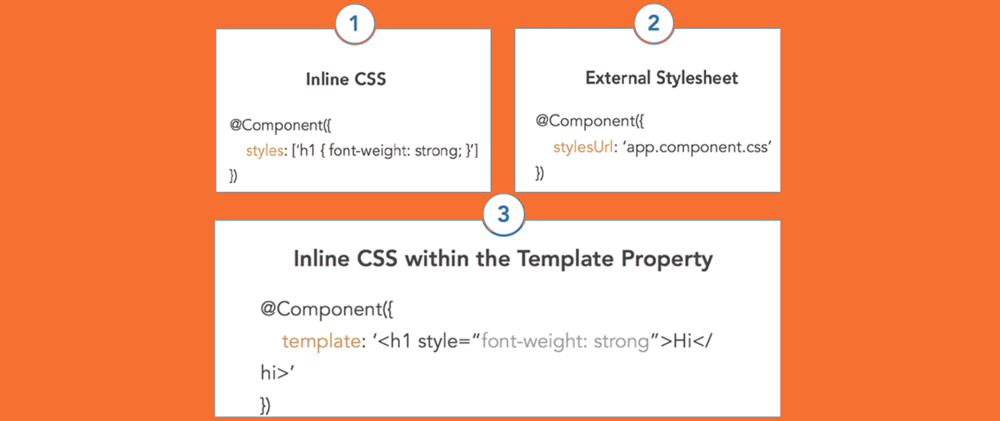 1
Inline CSS
@Component({
styles: [‘h1 { font-weight: strong; }’]
})
2
External Stylesheet
@Component({
stylesUrl: ‘app.component.css’
})
3
Inline CSS within the Template Property
@Component({
template: ‘<h1 style=“font-weight: strong”>Hi</
hi>’
})